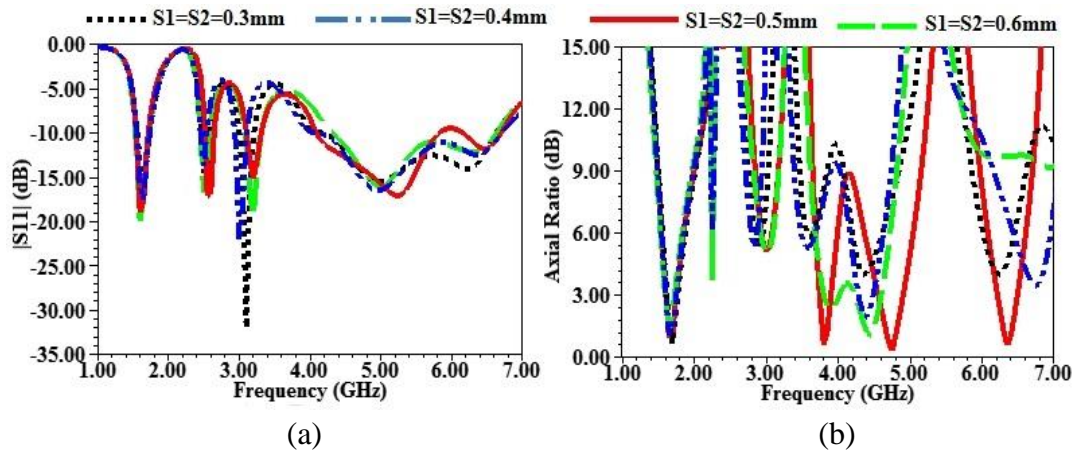 S1=S2=0.3mm S1=S2=0.4mm S1=S2=0.5mm S1=S2=0.6mm
0.00
-5.00
-10.00
-15.00
-20.00
-25.00
-30.00
-35.00
|S11| (dB)
1.00 2.00 3.00 4.00 5.00 6.00 7.00
Frequency (GHz)
(a)
15.00
12.00
9.00
6.00
3.00
0.00
Axial Ratio (dB)
1.00 2.00 3.00 4.00 5.00 6.00 7.00
Frequency (GHz)
(b)